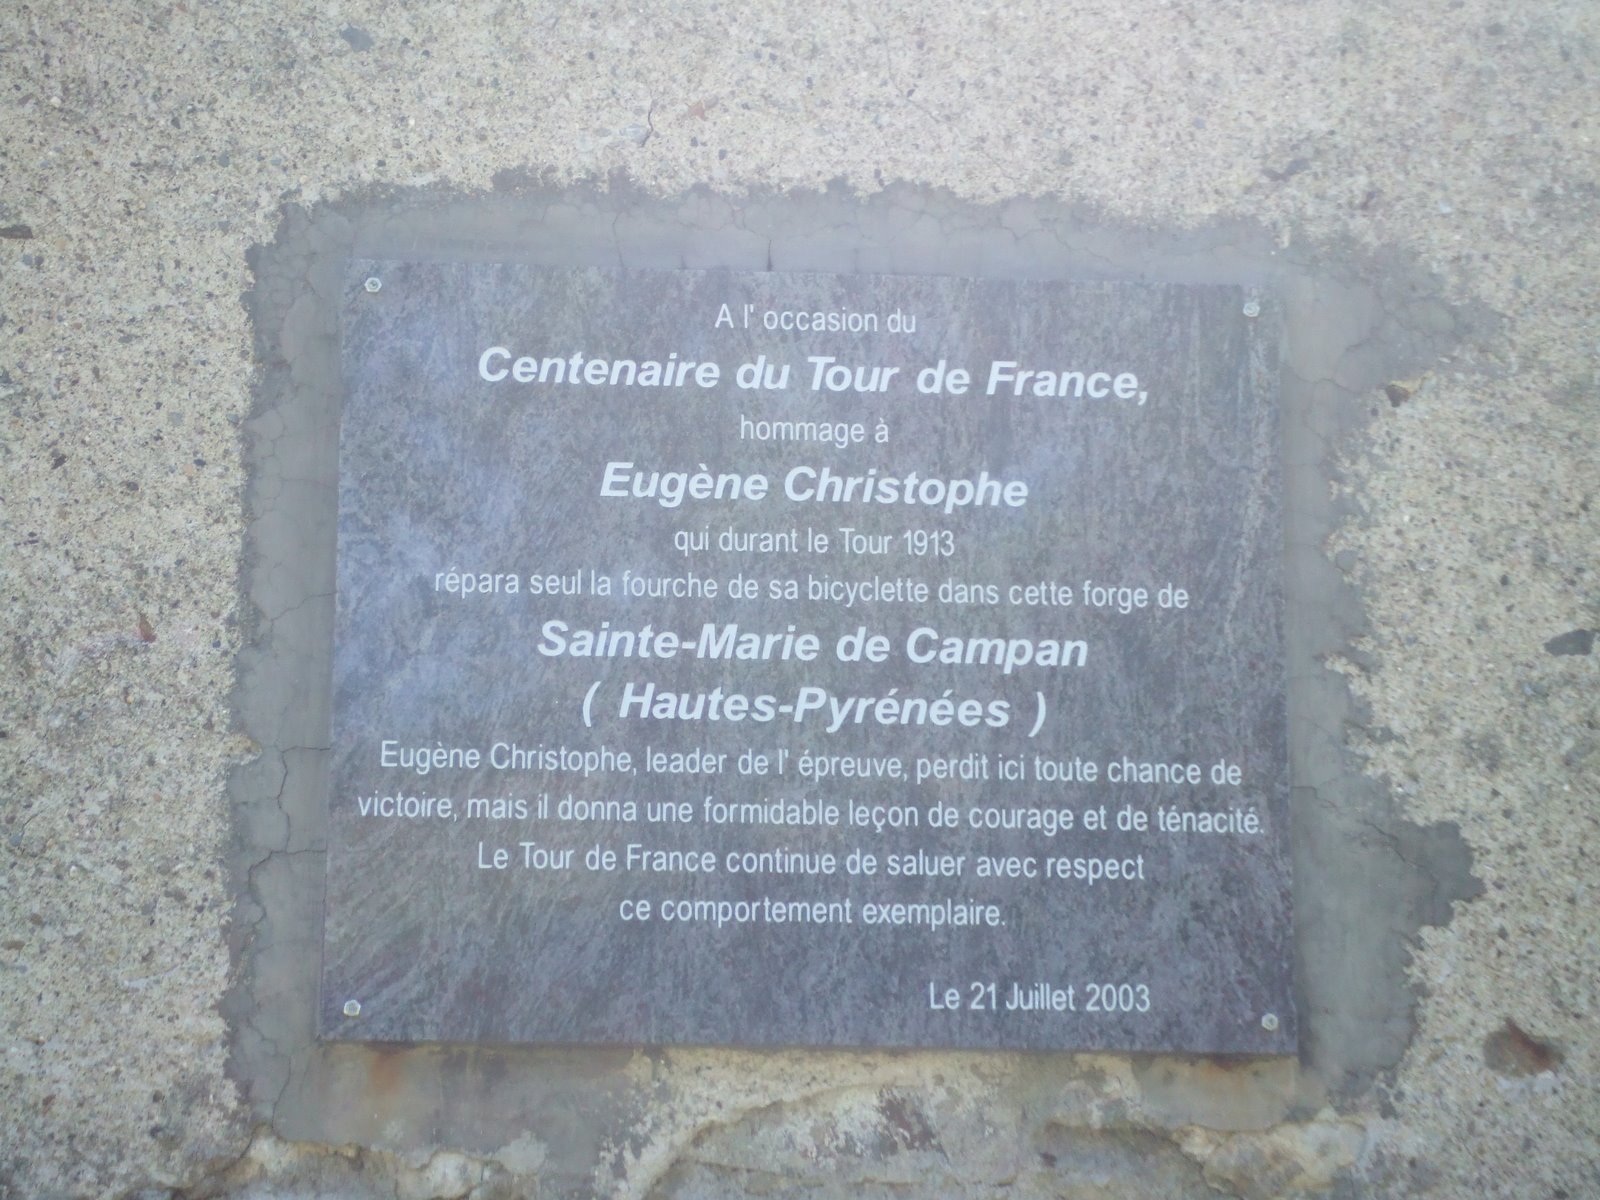 A l' occasion du
Centenaire du Tour de France,
hommage à
Eugène Christophe
qui durant le Tour 1913
répara seul la fourche de sa bicyclette dans cette forge de
Sainte-Marie de Campan
( Hautes-Pyrénées )
Eugène Christophe, leader de l' épreuve, perdit ici toute chance de
victoire, mais il donna une formidable leçon de courage et de ténacité.
Le Tour de France continue de saluer avec respect
ce comportement exemplaire.
Le 21 Juillet 2003